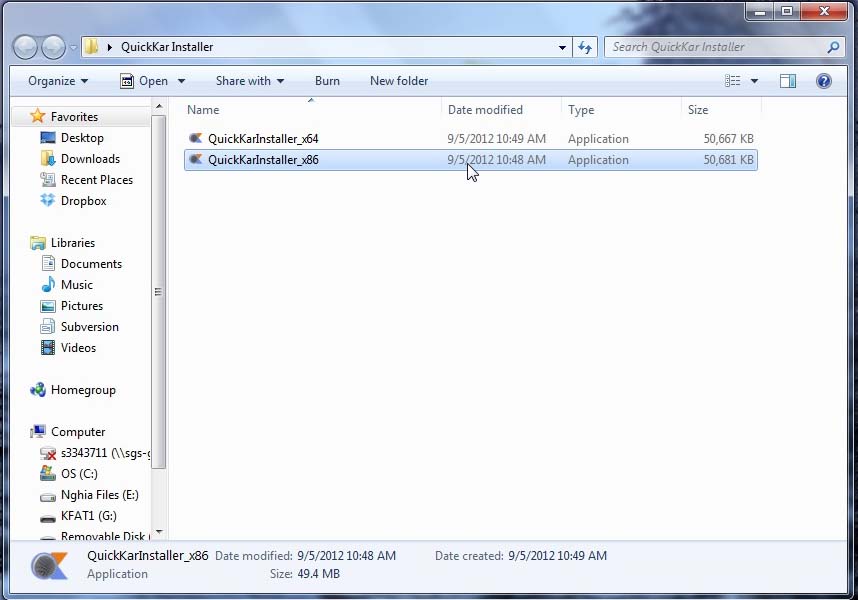 QuickKar Installer
Search QuickKar Installer
Organize Open Share with Burn New folder
Name Date modified Type Size
QuickKarInstaller_x64 9/5/2012 10:49 AM Application 50,667 KB
QuickKarInstaller_x86 9/5/2012 10:48 AM Application 50,681 KB
Favorites
Desktop
Downloads
Recent Places
Dropbox
Libraries
Documents
Music
Pictures
Subversion
Videos
Homegroup
Computer
s3343711 (\\sgs-g
OS (C:)
Nghia Files (E:)
KFAT1 (G:)
Removable Disk (
QuickKarInstaller_x86 Date modified: 9/5/2012 10:48 AM Date created: 9/5/2012 10:49 AM
Application Size: 49.4 MB